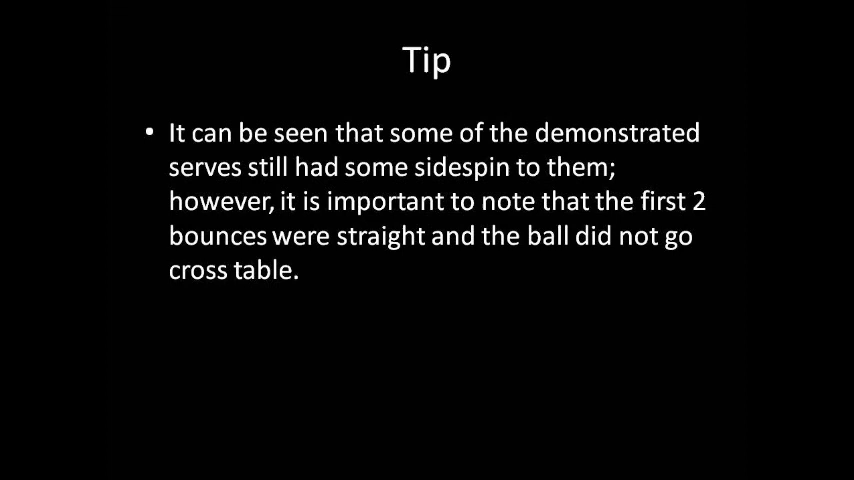 Tip
• It can be seen that some of the demonstrated
serves still had some sidespin to them;
however, it is important to note that the first 2
bounces were straight and the ball did not go
cross table.